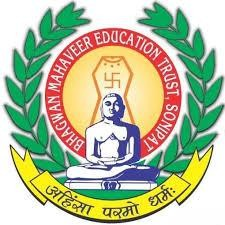 BHAGWAN MAHAVEER EDUCATION TRUST, SONIPAT
अहिंसा परमो धर्मः